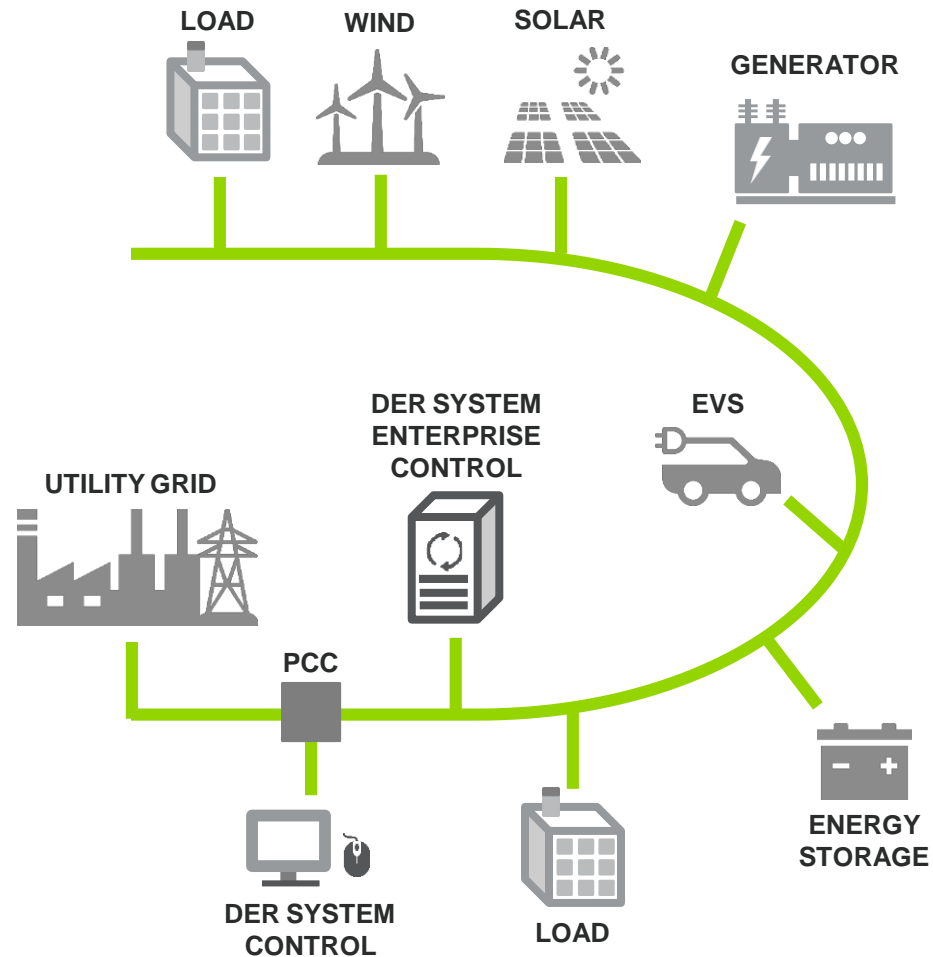 LOAD
WIND
SOLAR
GENERATOR
DER SYSTEM
ENTERPRISE
CONTROL
EVS
UTILITY GRID
PCC
ENERGY
STORAGE
DER SYSTEM
CONTROL
LOAD